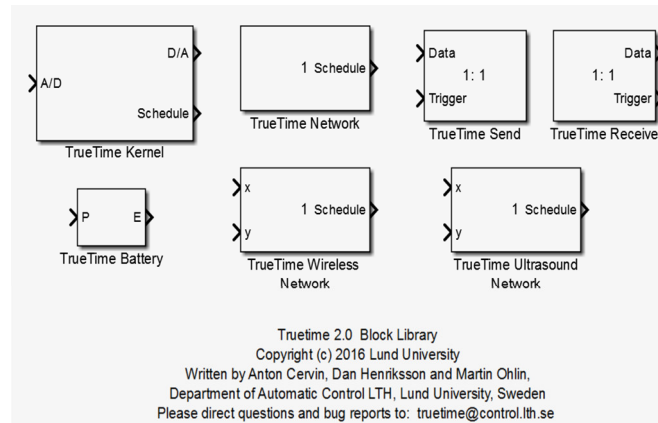 D/A
A/D
Schedule
TrueTime Kernel
1 Schedule
TrueTime Network
Data
1: 1
Trigger
TrueTime Send
Data
1: 1
Trigger
TrueTime Receive
P E
TrueTime Battery
x
1 Schedule
y
TrueTime Wireless
Network
x
1 Schedule
y
TrueTime Ultrasound
Network
Truetime 2.0 Block Library
Copyright (c) 2016 Lund University
Written by Anton Cervin, Dan Henriksson and Martin Ohlin,
Department of Automatic Control LTH, Lund University, Sweden
Please direct questions and bug reports to: truetime@control.lth.se